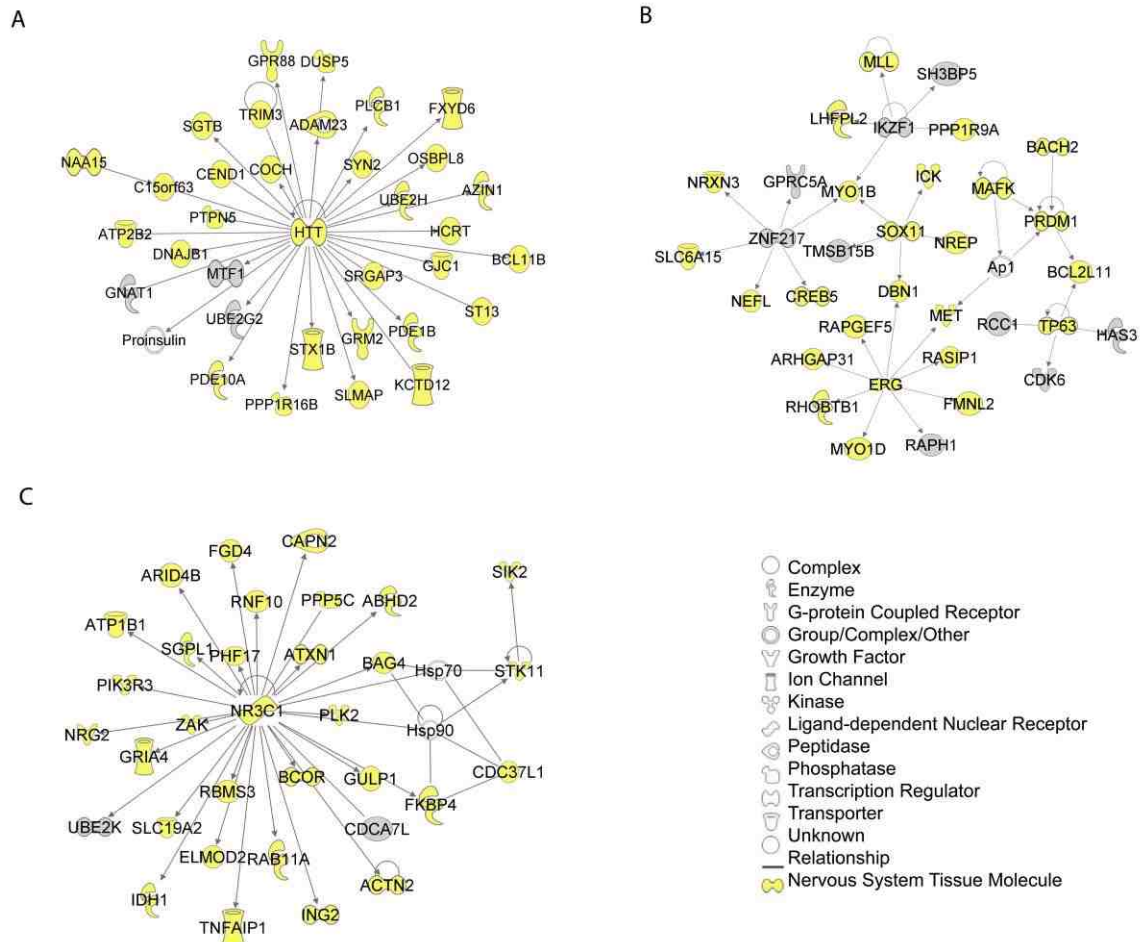 A
GPR88
DUSP5
PLCB1
FXYD6
TRIM3
ADAM23
SGTB
NAA15
CEND1
COCH
SYN2
OSBPL8
C15orf63
UBE2H
AZIN1
PTPN5
ATP2B2
HTT
HCRT
DNAJB1
BCL11B
MTF1
SRGAP3
GJC1
GNAT1
UBE2G2
ST13
Proinsulin
STX1B
GRM2
PDE1B
PDE10A
PPP1R16B
SLMAP
KCTD12
B
MLL
SH3BP5
LHFPL2
IKZF1
PPP1R9A
BACH2
NRXN3
GPRC5A
MYO1B
ICK
MAFK
PRDM1
ZNF217
TMSB15B
SOX11
NREP
SLC6A15
Ap1
BCL2L11
NEFL
CREB5
DBN1
MET
RAPGEF5
RCC1
TP63
HAS3
ARHGAP31
RASIP1
ERG
CDK6
RHOBTB1
FMNL2
MYO1D
RAPH1
C
CAPN2
FGD4
ARID4B
SIK2
RNF10
PPP5C
ABHD2
ATP1B1
SGPL1
PHF17
ATXN1
BAG4
Hsp70
STK11
PIK3R3
NR3C1
PLK2
NRG2
ZAK
Hsp90
GRIA4
RBMS3
BCOR
GULP1
CDC37L1
FKBP4
UBE2K
SLC19A2
CDCA7L
ELMOD2
RAB11A
ACTN2
IDH1
TNFAIP1
ING2
Complex
Enzyme
G-protein Coupled Receptor
Group/Complex/Other
Growth Factor
Ion Channel
Kinase
Ligand-dependent Nuclear Receptor
Peptidase
Phosphatase
Transcription Regulator
Transporter
Unknown
Relationship
Nervous System Tissue Molecule